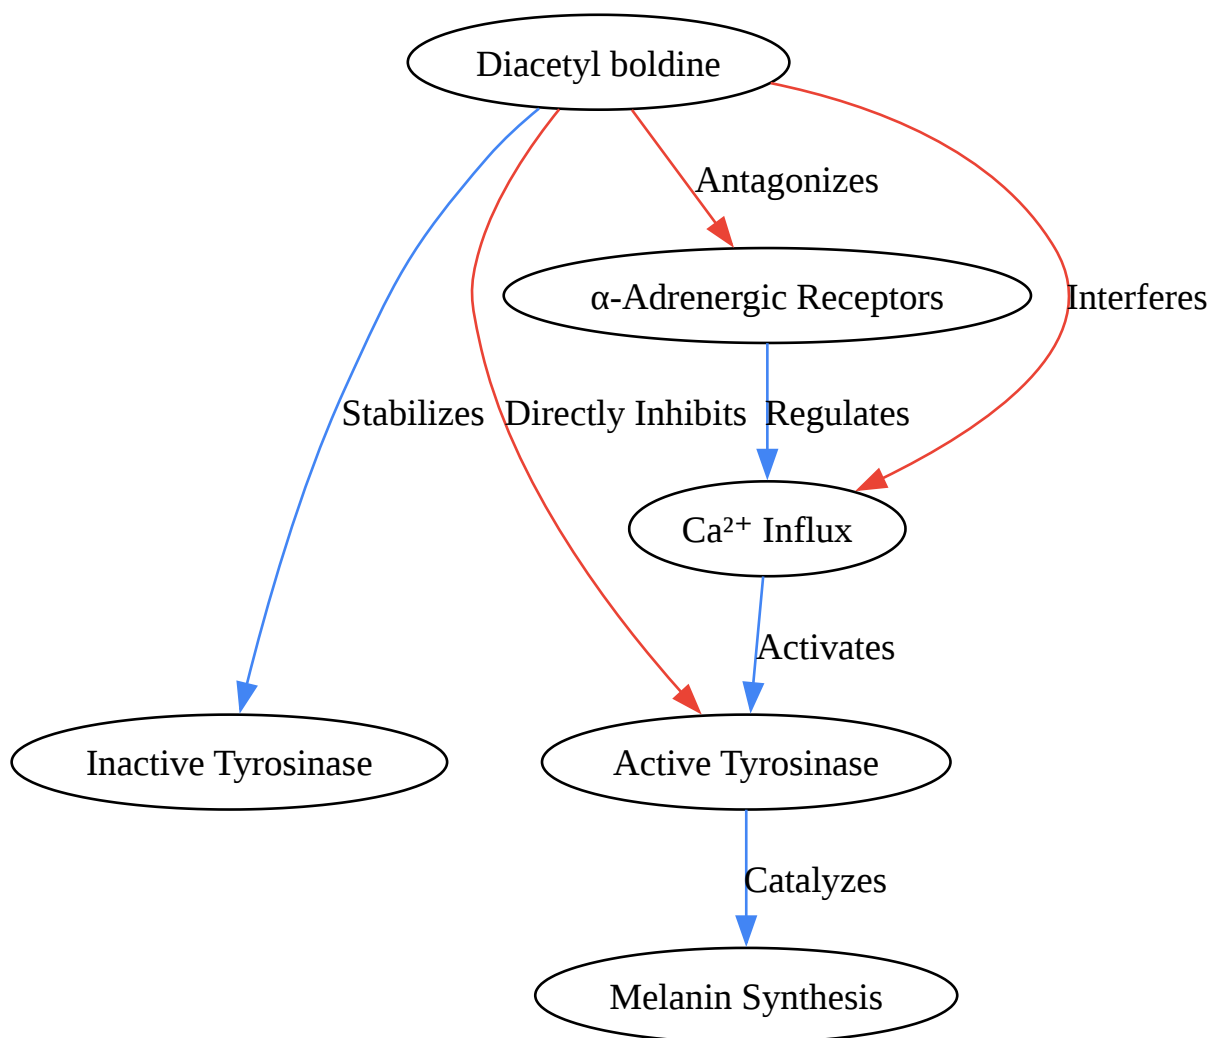 Diacetyl boldine
Antagonizes
α-Adrenergic Receptors
Interferes
Stabilizes
Directly Inhibits
Regulates
Ca²⁺ Influx
Activates
Inactive Tyrosinase
Active Tyrosinase
Catalyzes
Melanin Synthesis